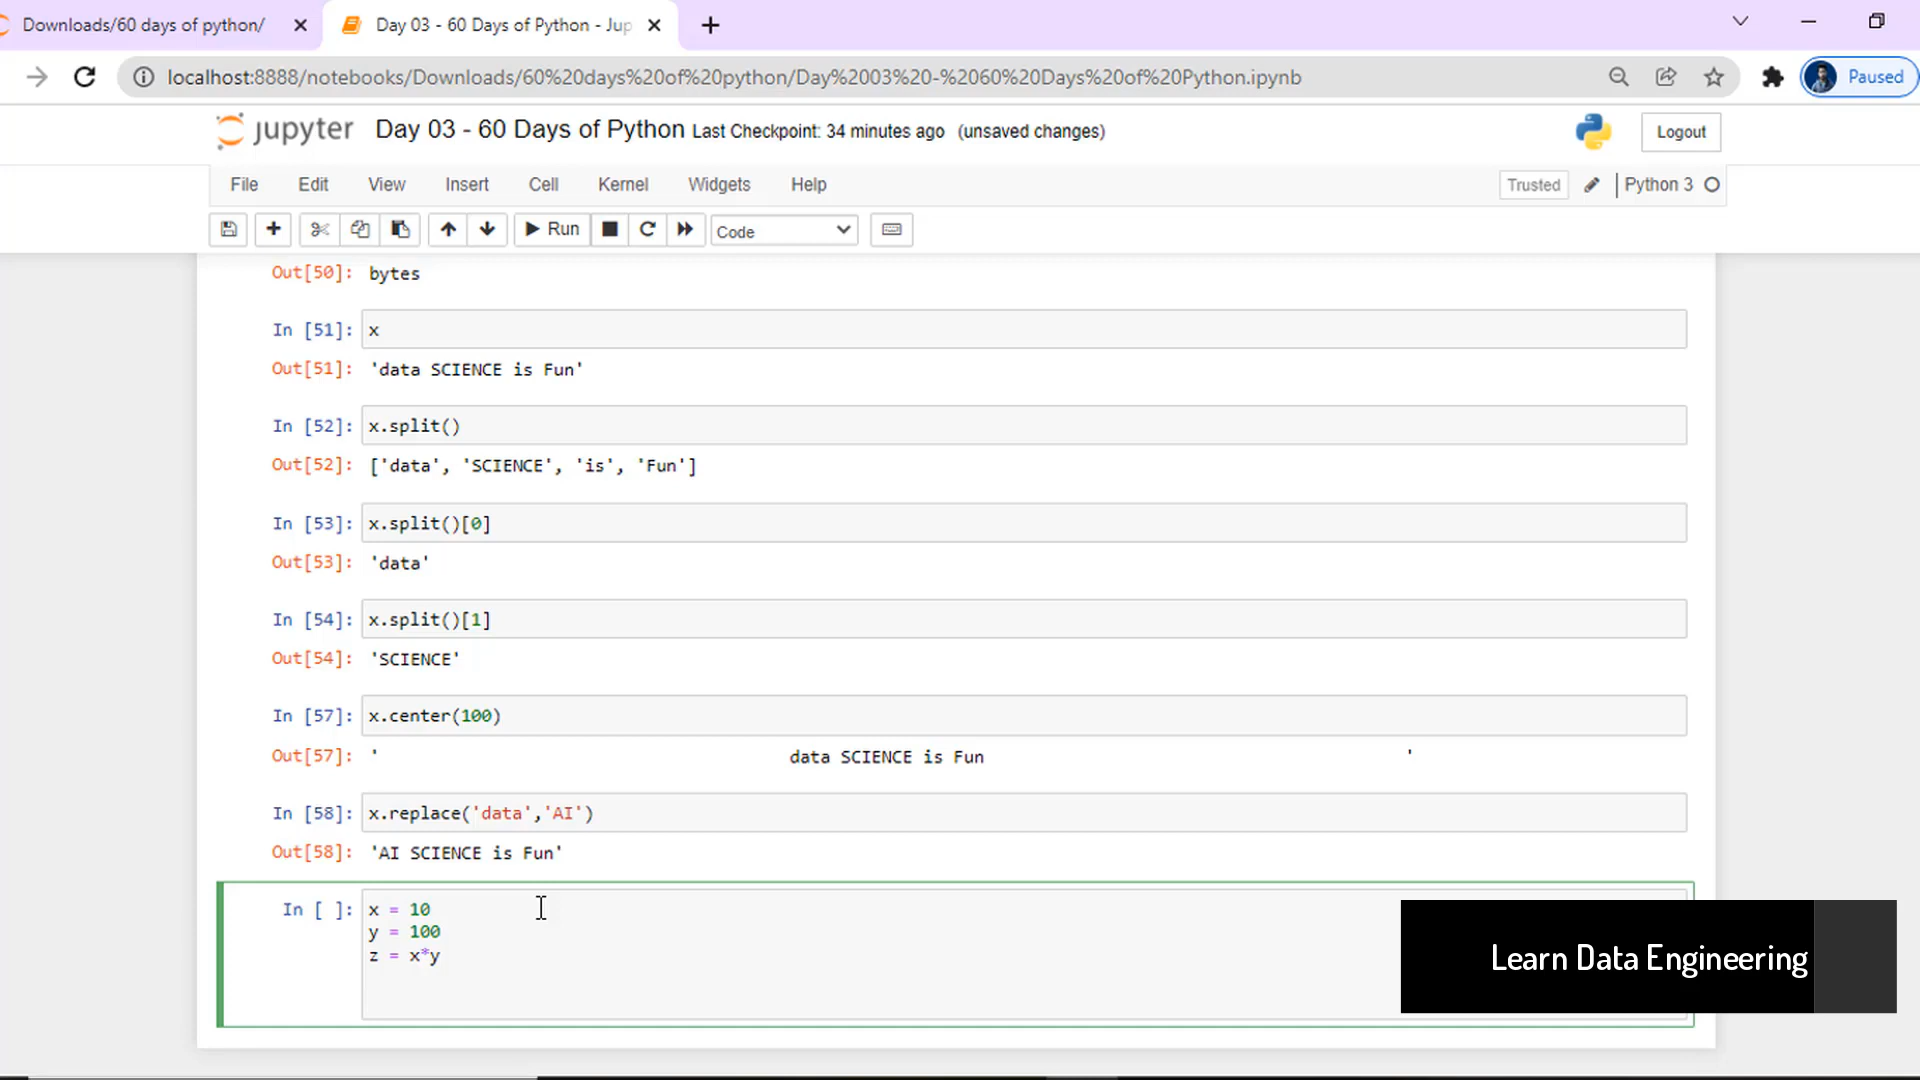 Downloads/60 days of python/
Day 03 - 60 Days of Python - Jup
localhost:8888/notebooks/Downloads/60%20days%20of%20python/Day%2003%20-%2060%20Days%20of%20Python.ipynb
Paused
jupyter Day 03 - 60 Days of Python Last Checkpoint: 34 minutes ago (unsaved changes)
Logout
File Edit View Insert Cell Kernel Widgets Help
Trusted Python 3
Run Code
Out[50]: bytes
In [51]: x
Out[51]: 'data SCIENCE is Fun'
In [52]: x.split()
Out[52]: ['data', 'SCIENCE', 'is', 'Fun']
In [53]: x.split()[0]
Out[53]: 'data'
In [54]: x.split()[1]
Out[54]: 'SCIENCE'
In [57]: x.center(100)
Out[57]: '                                        data SCIENCE is Fun                                         '
In [58]: x.replace('data','AI')
Out[58]: 'AI SCIENCE is Fun'
In [ ]: x = 10
y = 100
z = x*y
Learn Data Engineering